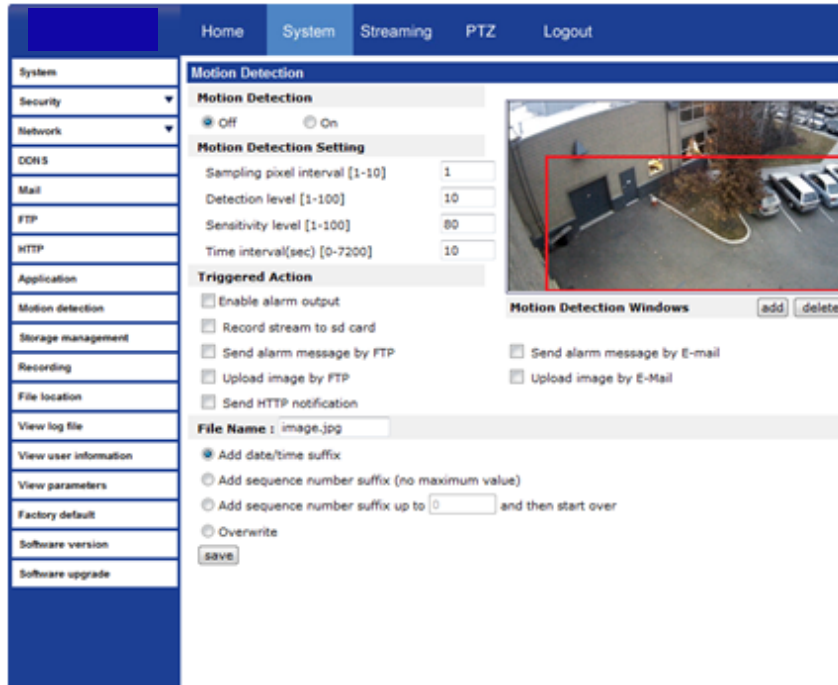 Home System Streaming PTZ Logout
System
Security
Network
DDNS
Mail
FTP
HTTP
Application
Motion detection
Storage management
Recording
File location
View log file
View user information
View parameters
Factory default
Software version
Software upgrade
Motion Detection
Motion Detection
Off On
Motion Detection Setting
Sampling pixel interval [1-10] 1
Detection level [1-100] 10
Sensitivity level [1-100] 80
Time interval(sec) [0-7200] 10
Triggered Action
Motion Detection Windows add delete
Enable alarm output
Record stream to sd card
Send alarm message by FTP Send alarm message by E-mail
Upload image by FTP Upload image by E-Mail
Send HTTP notification
File Name : image.jpg
Add date/time suffix
Add sequence number suffix (no maximum value)
Add sequence number suffix up to 0 and then start over
Overwrite
save